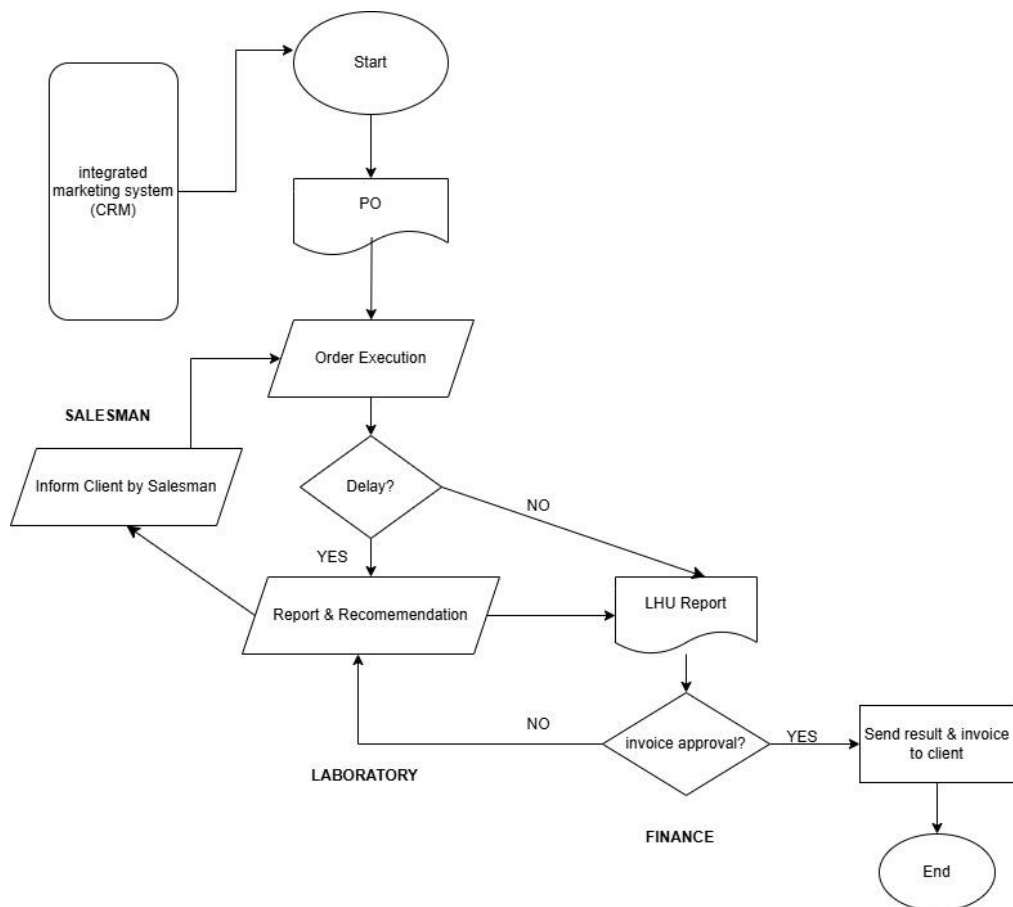 Start
integrated
marketing system
(CRM)
PO
Order Execution
SALESMAN
Inform Client by Salesman
Delay?
NO
YES
Report & Recomemendation
LHU Report
NO
invoice approval?
YES
Send result & invoice
to client
LABORATORY
FINANCE
End